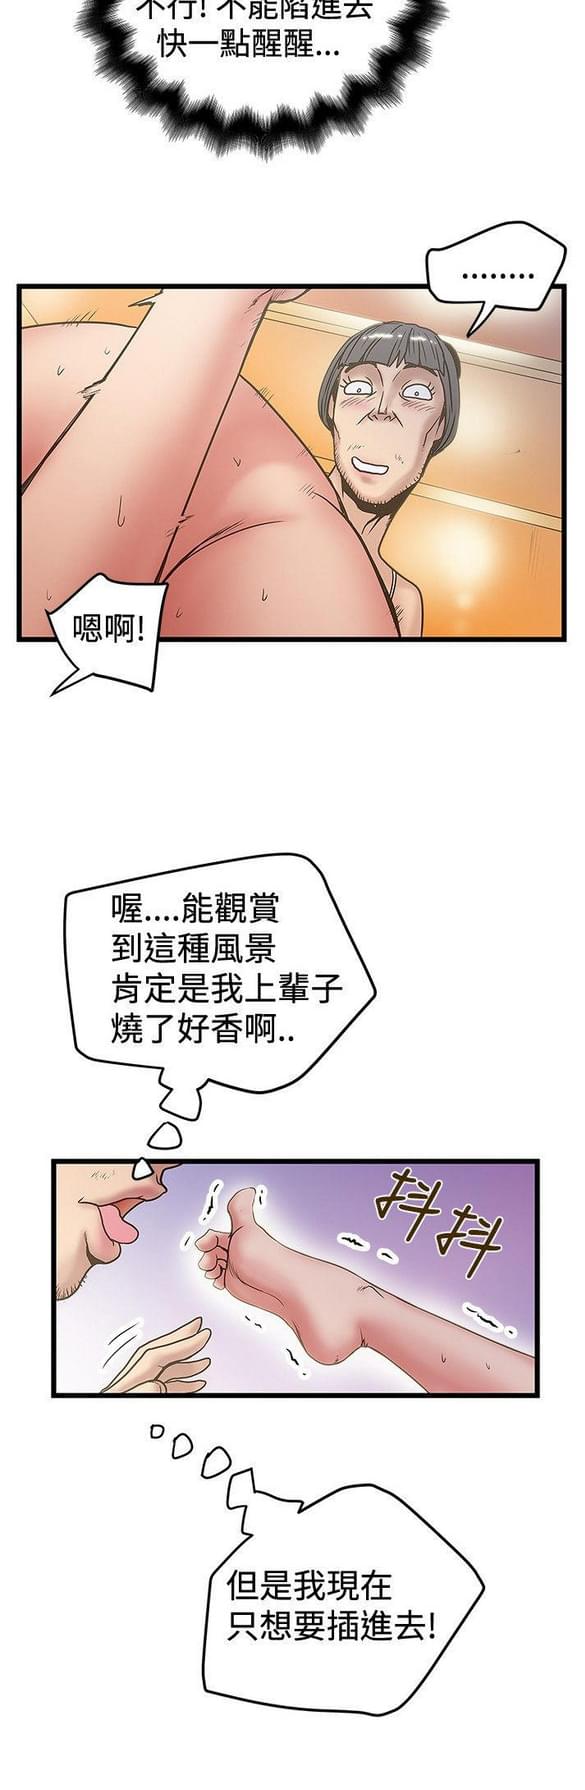 不行! 不能陷進去
快一點醒醒...
........
嗯啊!
喔....能觀賞
到這種風景
肯定是我上輩子
燒了好香啊..
抖抖
但是我現在
只想要插進去!